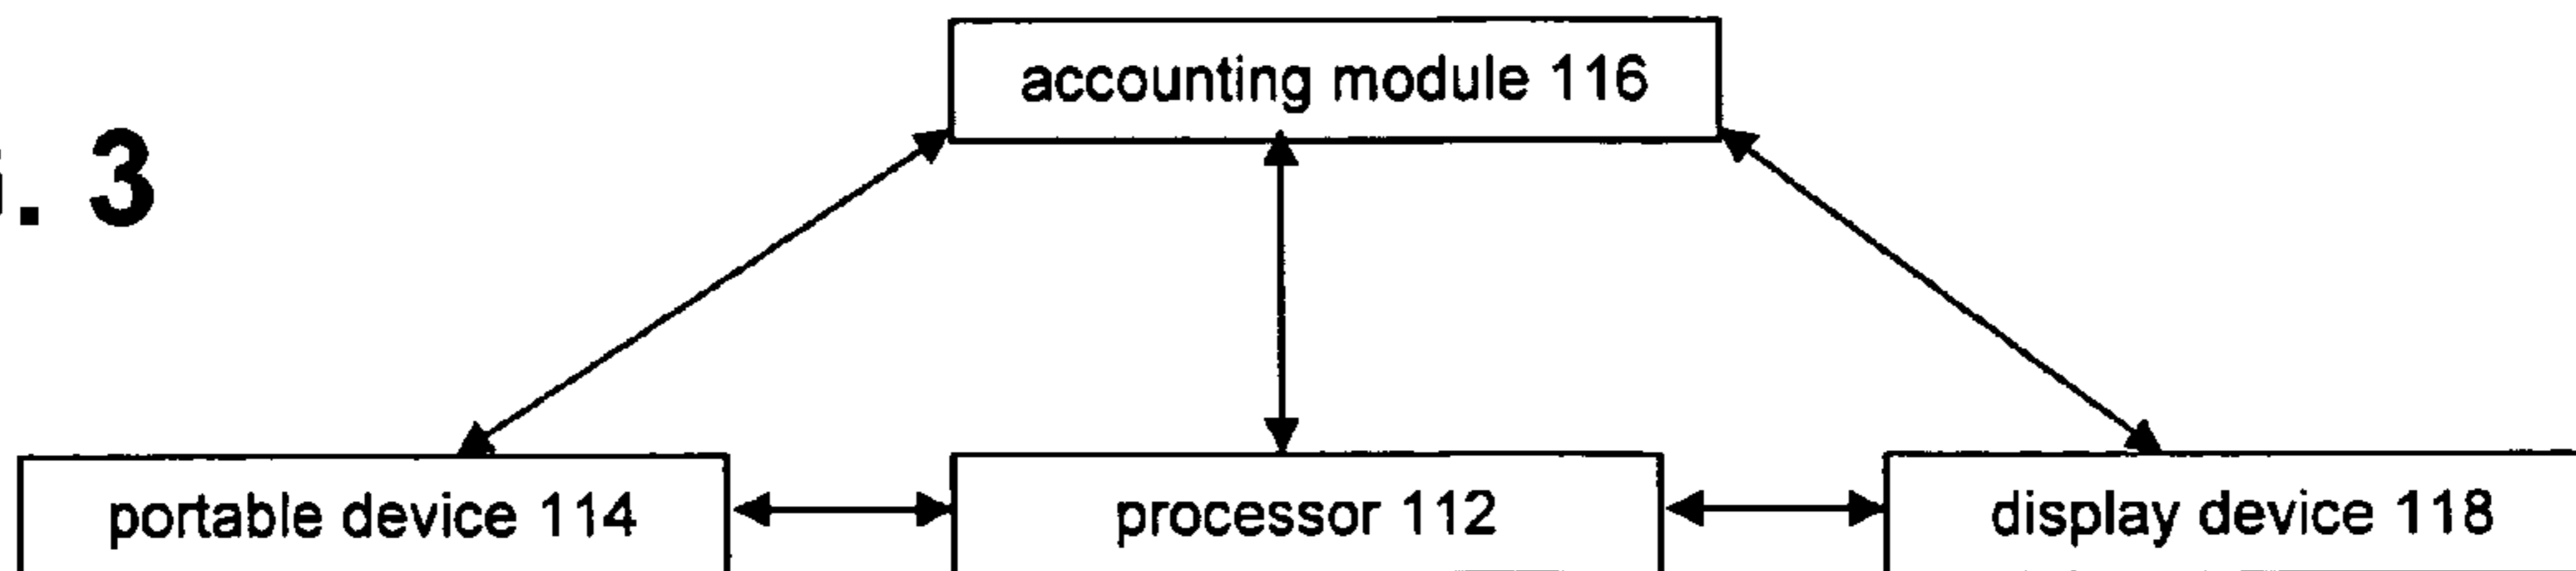 accounting module 116
. 3
portable device 114
processor 112
display device 118